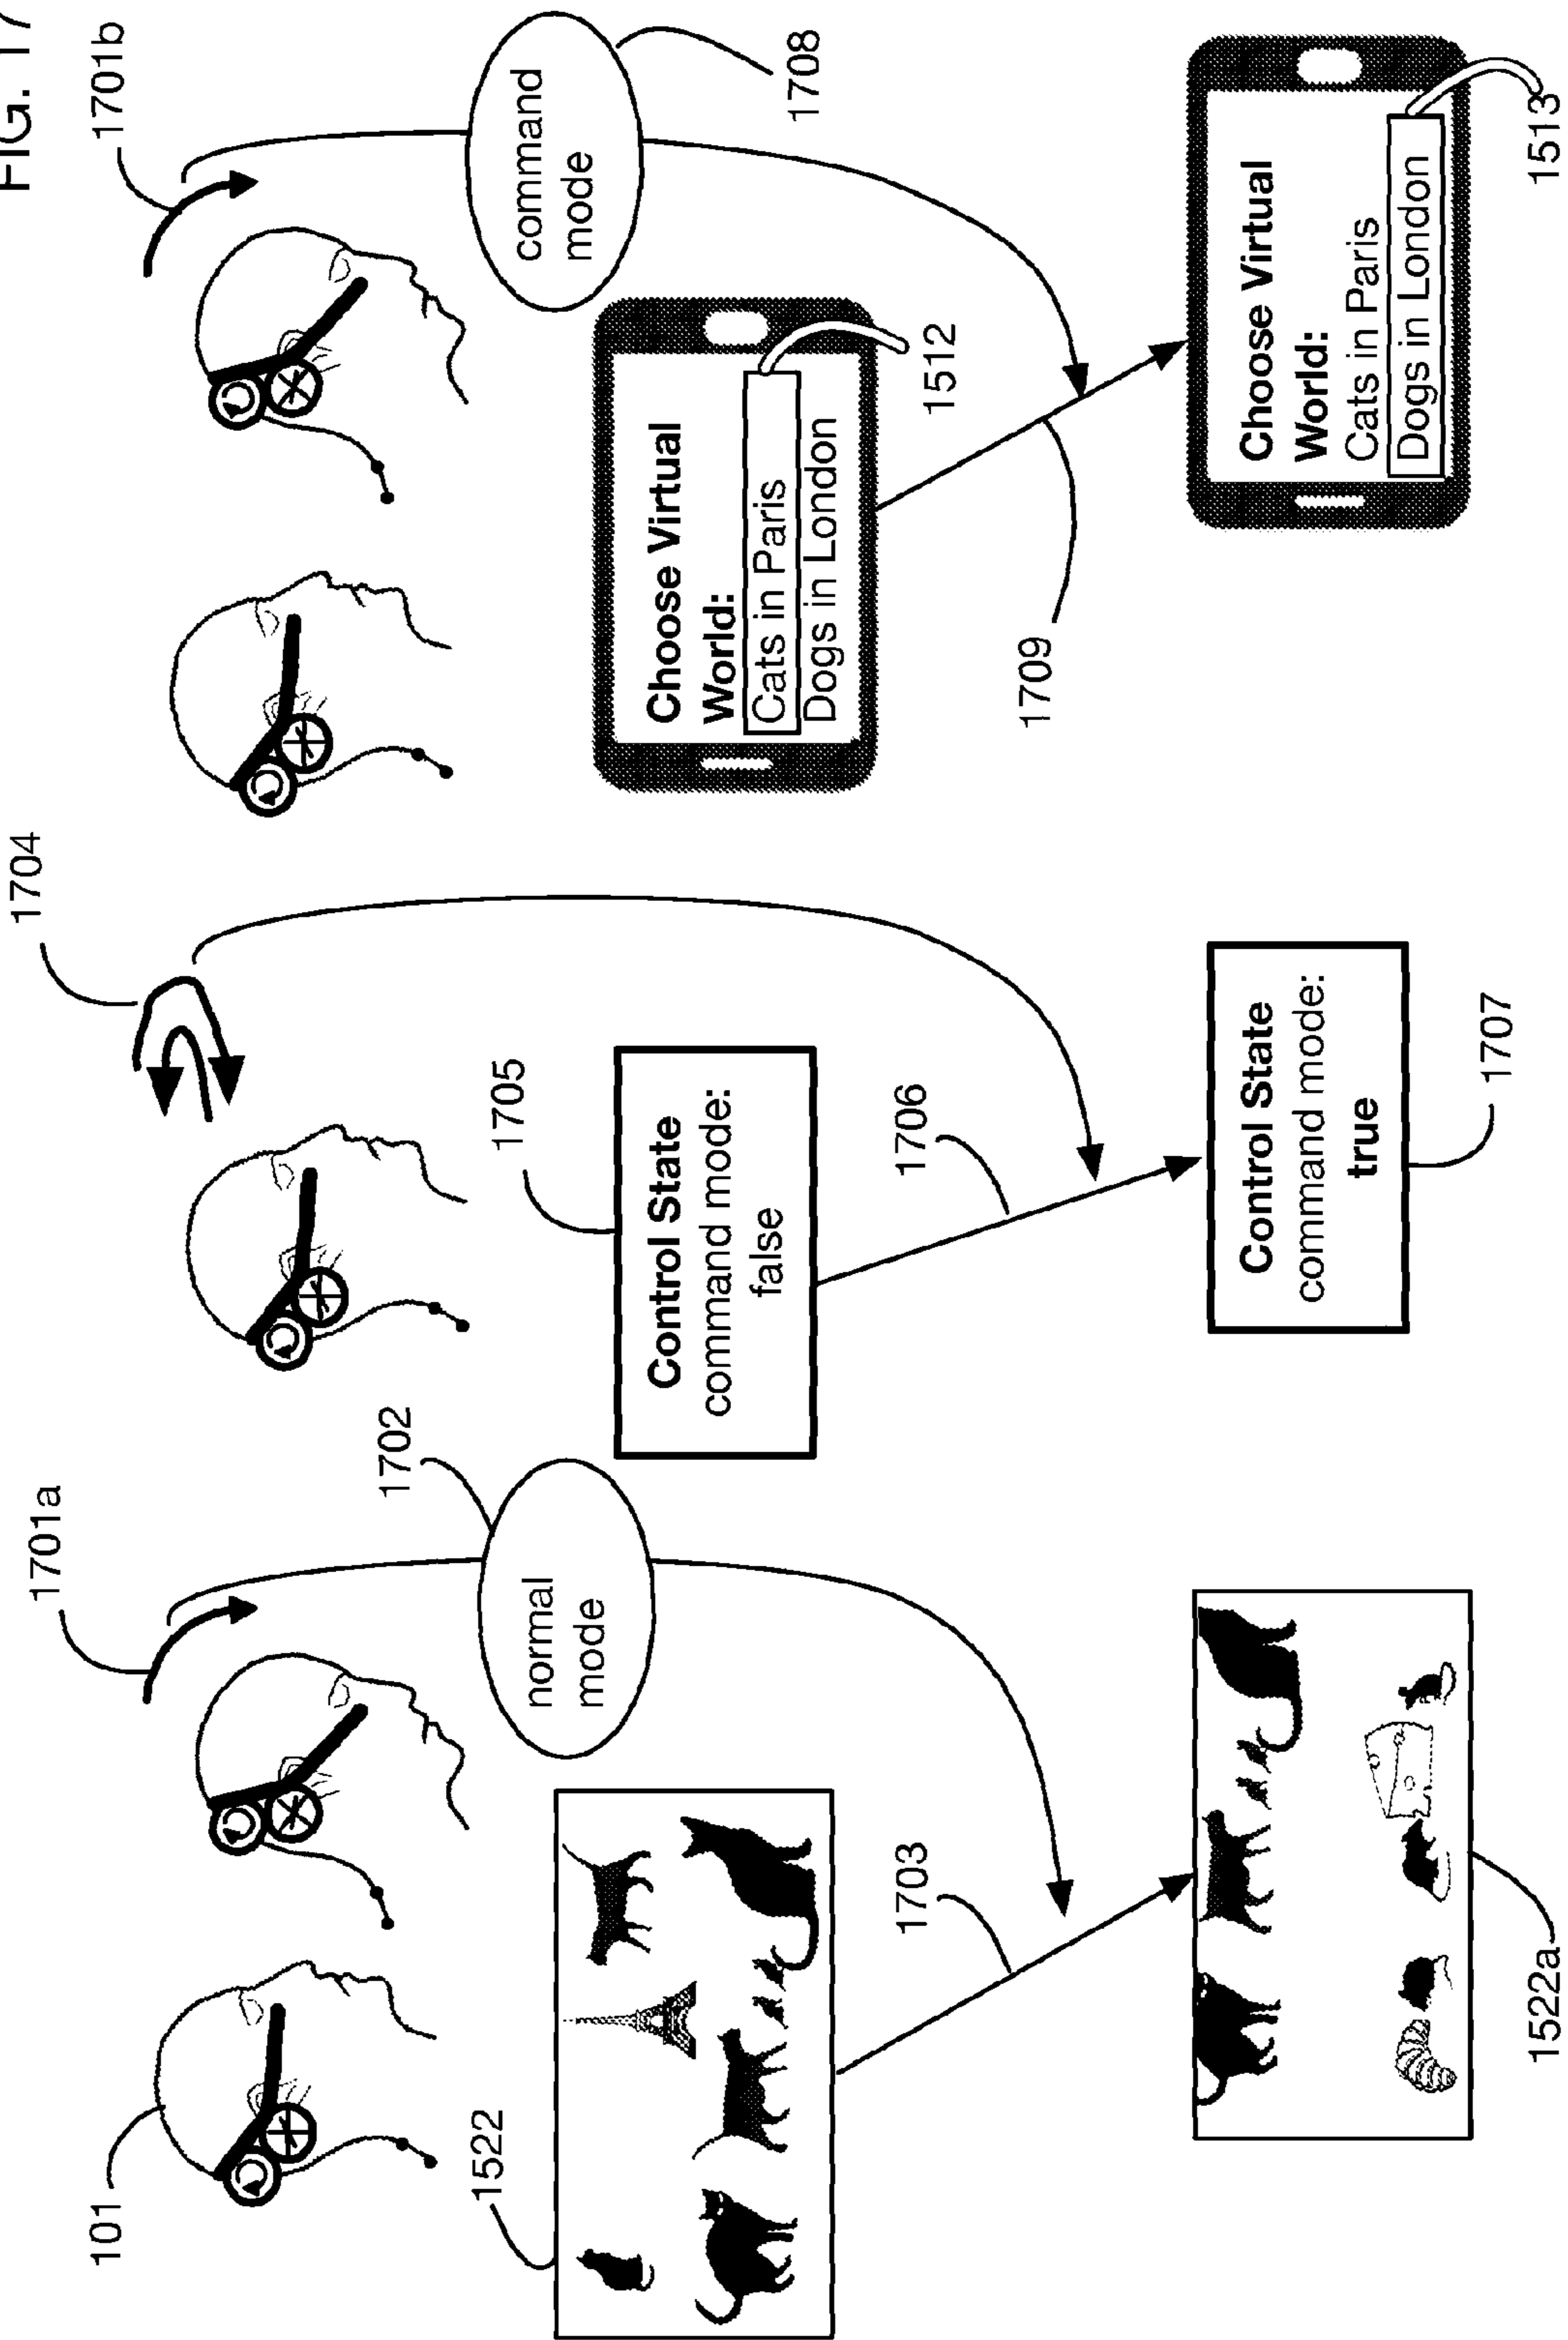 FIG. 17
101
1701a
1704
1701b
1702
normal
mode
command
mode
1708
1522
1705
Control State
command mode:
false
Choose Virtual
World:
Cats in Paris
Dogs in London
1512
1703
1706
1709
Control State
command mode:
true
1707
Choose Virtual
World:
Cats in Paris
Dogs in London
1513
1522a